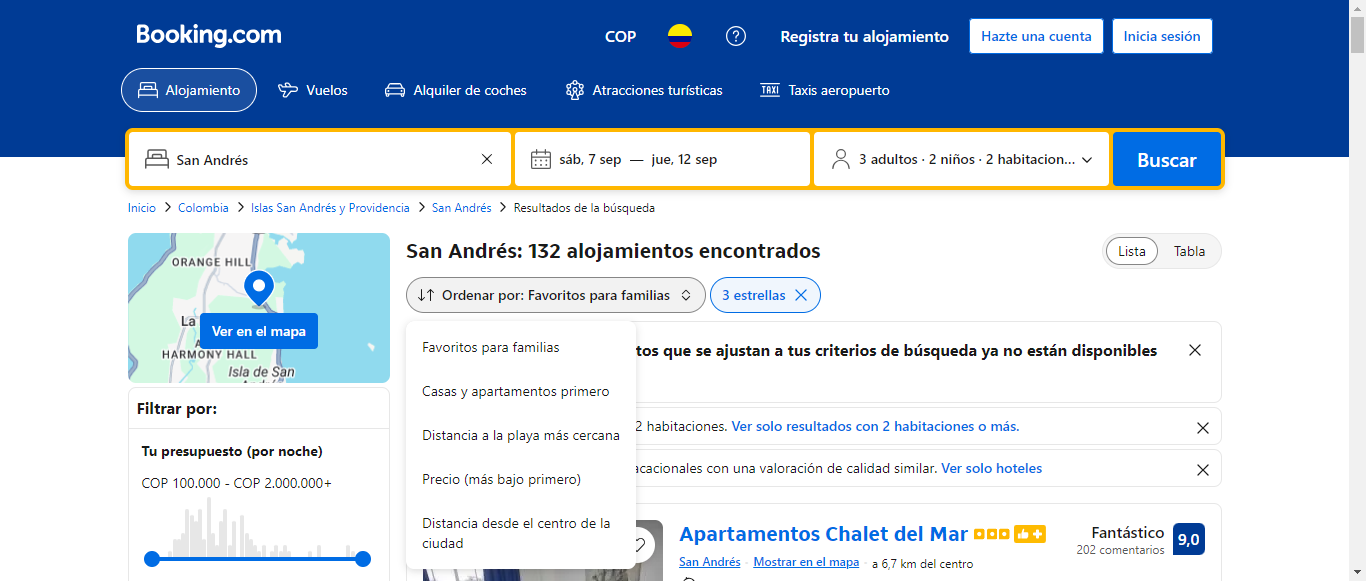 Booking.com
COP
Registra tu alojamiento
Hazte una cuenta
Inicia sesión
Alojamiento
Vuelos
Alquiler de coches
Atracciones turísticas
TAXI
Taxis aeropuerto
San Andrés
sáb, 7 sep — jue, 12 sep
3 adultos · 2 niños · 2 habitacion...
Buscar
Inicio > Colombia > Islas San Andrés y Providencia > San Andrés > Resultados de la búsqueda
ORANGE HILL
La
Ver en el mapa
HARMONY HALL
Isla de San
Filtrar por:
Tu presupuesto (por noche)
COP 100.000 - COP 2.000.000+
San Andrés: 132 alojamientos encontrados
Lista
Tabla
Ordenar por: Favoritos para familias
3 estrellas
Favoritos para familias
Casas y apartamentos primero
Distancia a la playa más cercana
Precio (más bajo primero)
Distancia desde el centro de la
ciudad
tos que se ajustan a tus criterios de búsqueda ya no están disponibles
2 habitaciones. Ver solo resultados con 2 habitaciones o más.
acacionales con una valoración de calidad similar. Ver solo hoteles
Apartamentos Chalet del Mar
San Andrés · Mostrar en el mapa · a 6,7 km del centro
Fantástico
202 comentarios
9,0